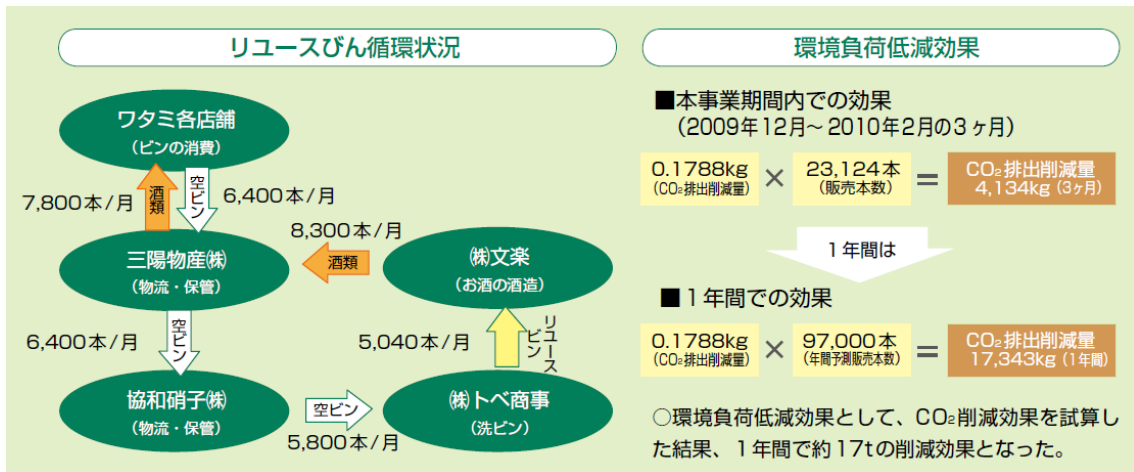 リユースびん循環状況
ワタミ各店舗
(ビンの消費)
7,800本/月
酒類
空ビン
6,400本/月
三陽物産㈱
(物流・保管)
8,300本/月
酒類
㈱文楽
(お酒の酒造)
6,400本/月
空ビン
5,040本/月
リユース
ビン
協和硝子㈱
(物流・保管)
空ビン
5,800本/月
㈱トベ商事
(洗ビン)
環境負荷低減効果
■本事業期間内での効果
(2009年12月~2010年2月の3ヶ月)
0.1788kg
(CO₂排出削減量)
×
23,124本
(販売本数)
=
CO₂排出削減量
4,134kg (3ヶ月)
1年間は
■1年間での効果
0.1788kg
(CO₂排出削減量)
×
97,000本
(年間予測販売本数)
=
CO₂排出削減量
17,343kg (1年間)
○環境負荷低減効果として、CO₂削減効果を試算し
た結果、1年間で約17tの削減効果となった。